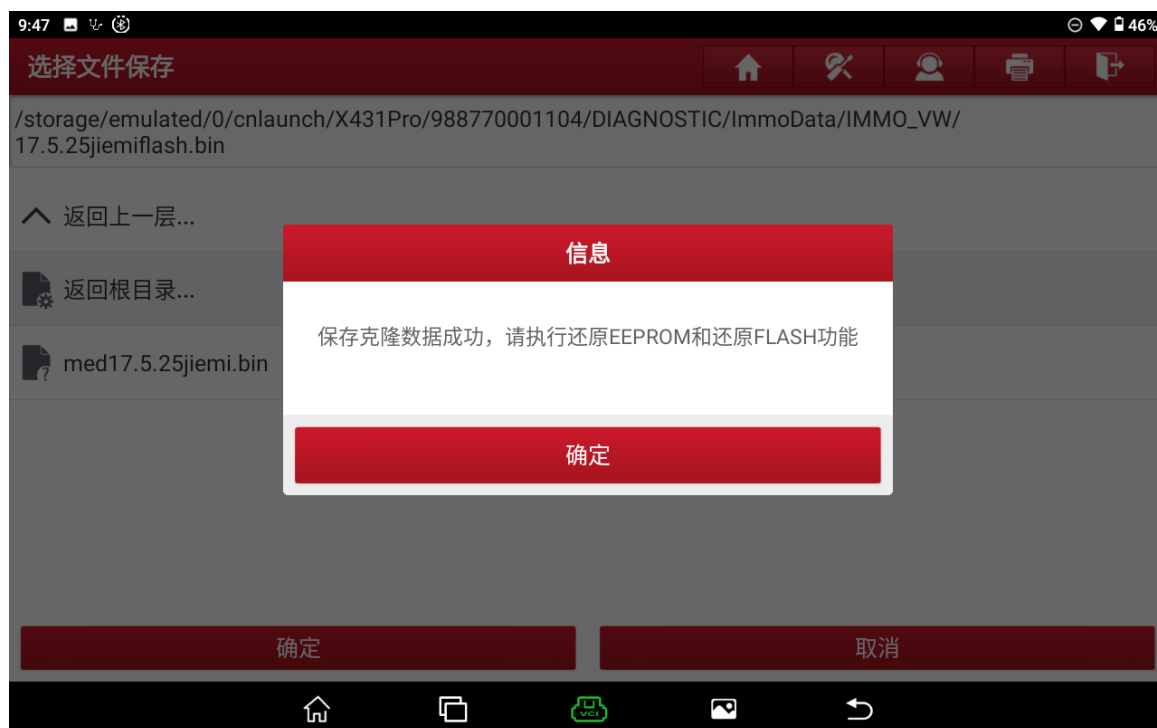 9:47
46%
选择文件保存
/storage/emulated/0/cnlaunch/X431Pro/988770001104/DIAGNOSTIC/ImmoData/IMMO_VW/
17.5.25jiemiflash.bin
返回上一层...
信息
返回根目录...
保存克隆数据成功，请执行还原EEPROM和还原FLASH功能
med17.5.25jiemi.bin
确定
确定
取消
VCI